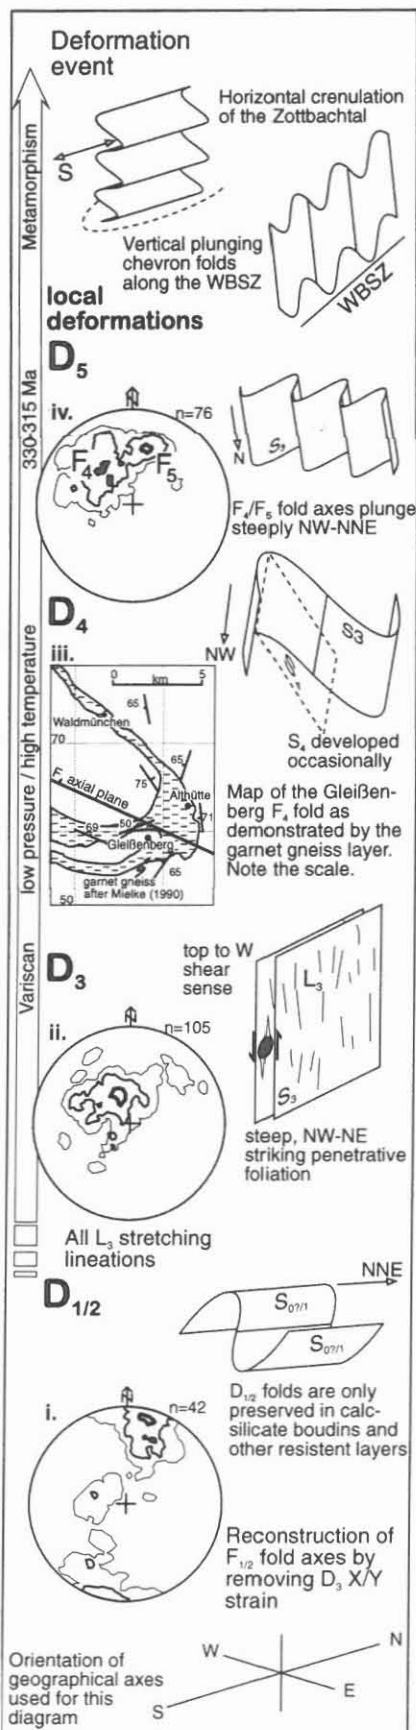 Deformation
event
Horizontal crenulation
of the Zottbachtal
S
Metamorphism
Vertical plunging
chevron folds
along the WBSZ
WBSZ
local
deformations
D5
330-315 Ma
iv.
N
n=76
F4
F5
N
F4/F5 fold axes plunge
steeply NW-NNE
D4
NW
S3
low pressure / high temperature
iii.
0 km 5
65
Waldmünchen
70
65
75
F4 axial plane
Althütte
71
69
50
Gleißenberg
65
garnet gneiss
after Mielke (1990)
50
S4 developed
occasionally
Map of the Gleißen-
berg F4 fold as
demonstrated by the
garnet gneiss layer.
Note the scale.
D3
top to W
shear
sense
L3
S3
Variscan
ii.
N
n=105
steep, NW-NE
striking penetrative
foliation
All L3 stretching
lineations
D1/2
NNE
S0?/1
S0?/1
D1/2 folds are only
preserved in calc-
silicate boudins and
other resistent layers
i.
N
n=42
Reconstruction of
F1/2 fold axes by
removing D3 X/Y
strain
Orientation of
geographical axes
used for this
diagram
W
N
S
E